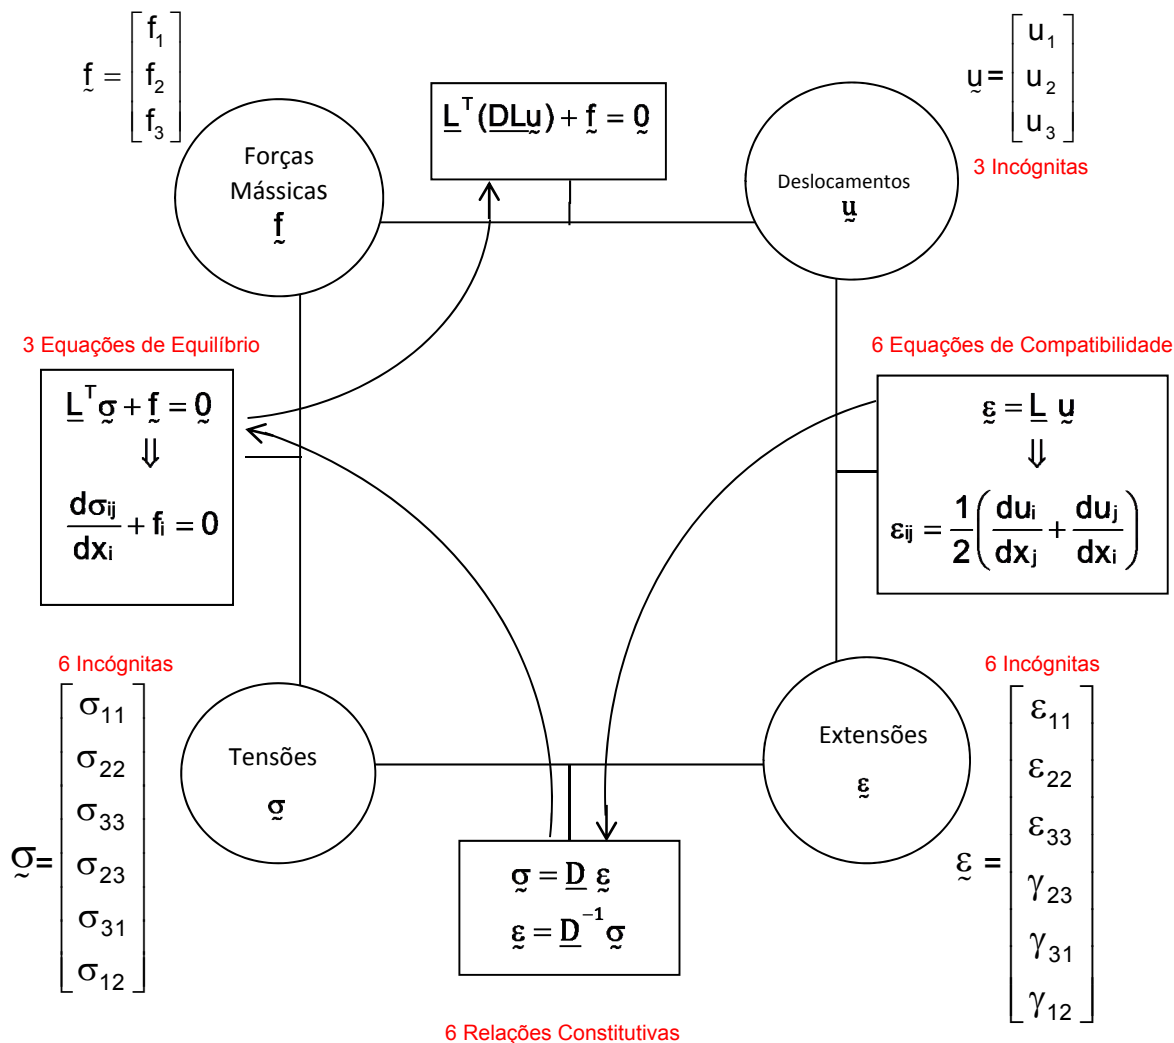 f̰ = [f₁ f₂ f₃]
ṵ = [u₁ u₂ u₃]
3 Incógnitas
Forças
Mássicas
f̰
L̲ᵀ(D̲L̲ṵ) + f̰ = 0̰
Deslocamentos
ṵ
3 Equações de Equilíbrio
L̲ᵀσ̰ + f̰ = 0̰
⇓
dσᵢⱼ/dxᵢ + fᵢ = 0
6 Equações de Compatibilidade
ε̰ = L̲ ṵ
⇓
εᵢⱼ = 1/2 (duᵢ/dxⱼ + duⱼ/dxᵢ)
6 Incógnitas
σ̰ = [σ₁₁ σ₂₂ σ₃₃ σ₂₃ σ₃₁ σ₁₂]
Tensões
σ̰
Extensões
ε̰
6 Incógnitas
ε̰ = [ε₁₁ ε₂₂ ε₃₃ γ₂₃ γ₃₁ γ₁₂]
σ̰ = D̲ ε̰
ε̰ = D̲⁻¹ σ̰
6 Relações Constitutivas